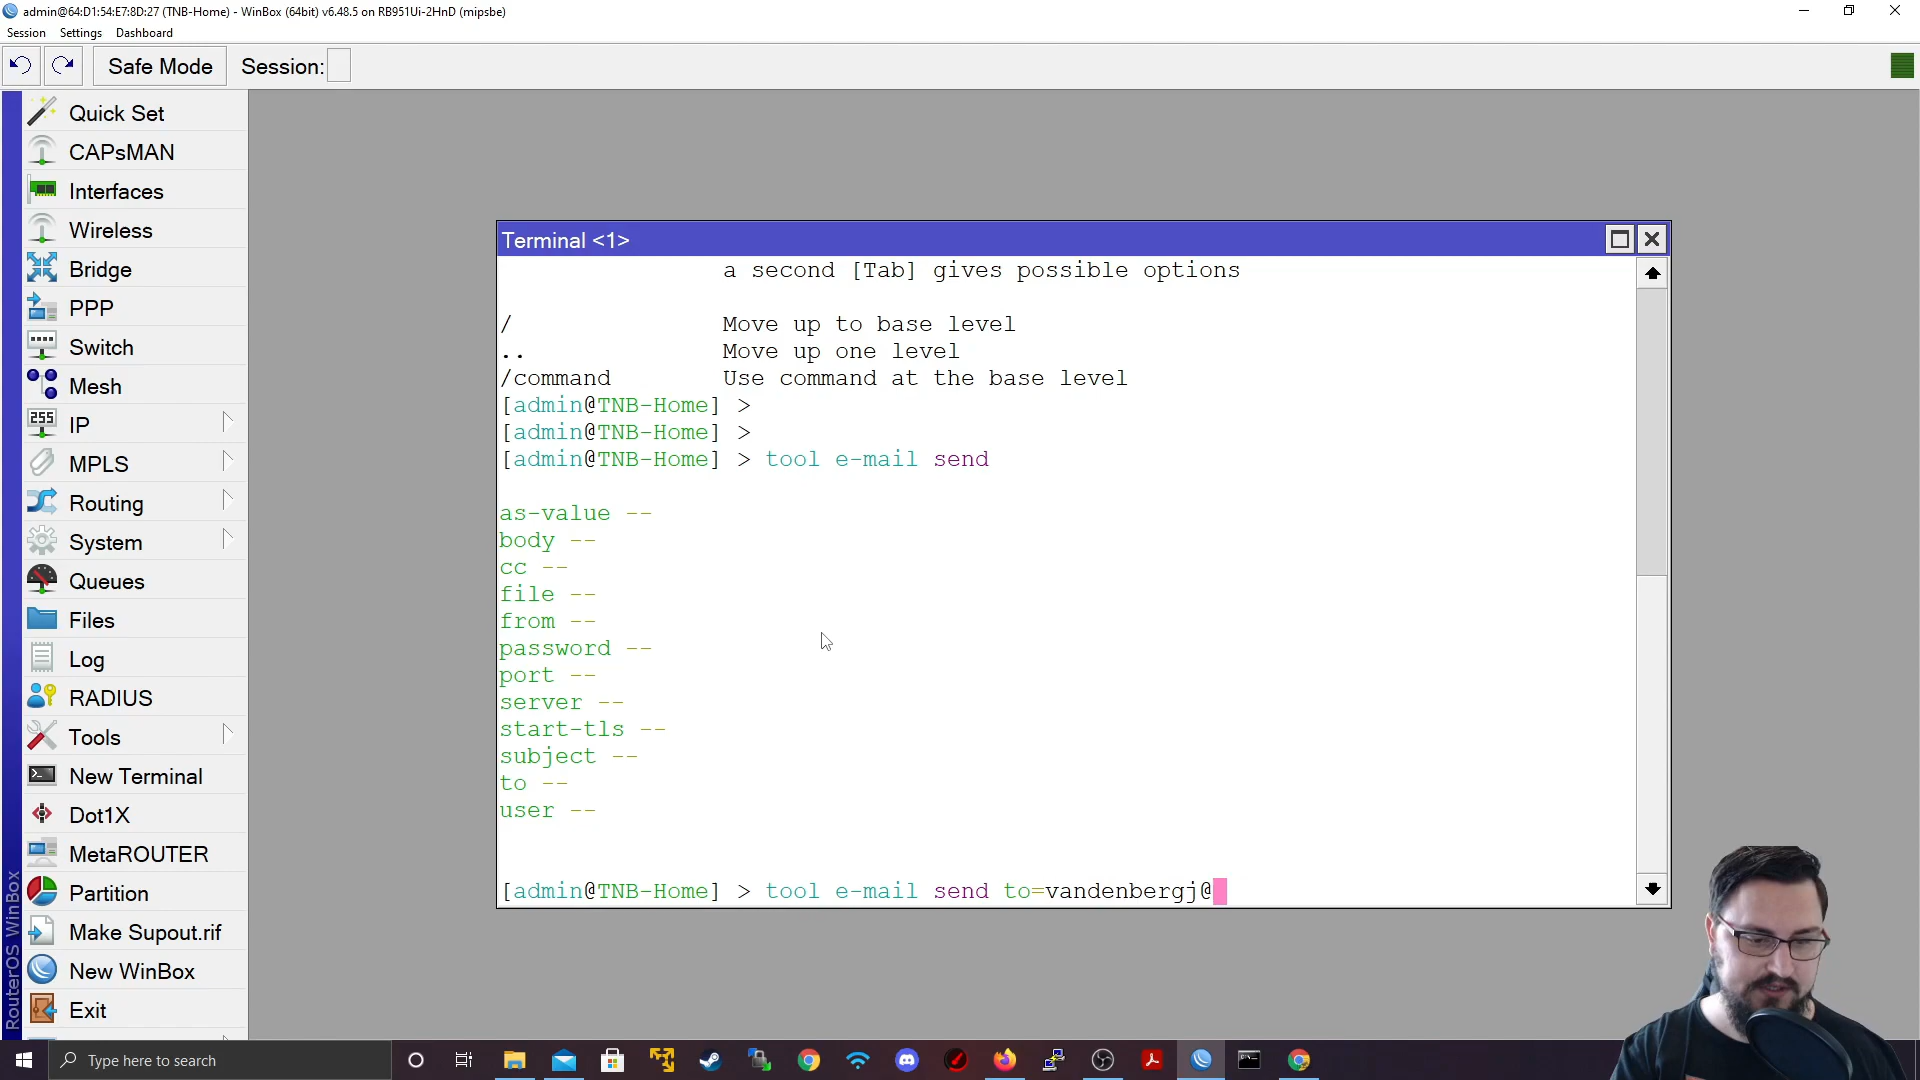 admin@64:D1:54:E7:8D:27 (TNB-Home) - WinBox (64bit) v6.48.5 on RB951Ui-2HnD (mipsbe)
Session Settings Dashboard
Safe Mode Session:
Quick Set
CAPsMAN
Interfaces
Wireless
Bridge
PPP
Switch
Mesh
255
IP
MPLS
Routing
System
Queues
Files
Log
RADIUS
Tools
New Terminal
Dot1X
MetaROUTER
Partition
Make Supout.rif
New WinBox
Exit
RouterOS WinBox
Terminal <1>
a second [Tab] gives possible options
/ Move up to base level
.. Move up one level
/command Use command at the base level
[admin@TNB-Home] >
[admin@TNB-Home] >
[admin@TNB-Home] > tool e-mail send
as-value --
body --
cc --
file --
from --
password --
port --
server --
start-tls --
subject --
to --
user --
[admin@TNB-Home] > tool e-mail send to=vandenbergj@
Type here to search